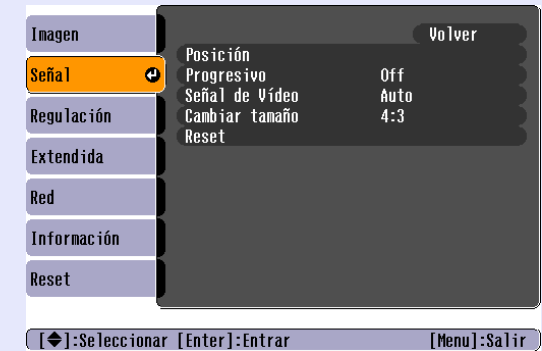 Imagen
Señal
Regulación
Extendida
Red
Información
Reset
Volver
Posición
Progresivo Off
Señal de Vídeo Auto
Cambiar tamaño 4:3
Reset
[◆]:Seleccionar [Enter]:Entrar [Menu]:Salir